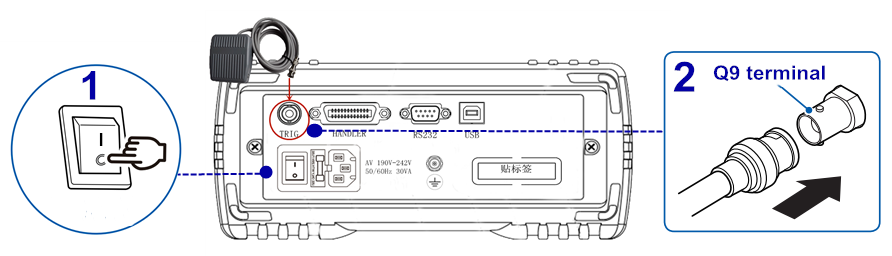 1
2 Q9 terminal
TRIG HANDLER RS232 USB
AV 190V-242V
50/60Hz 30VA
贴标签